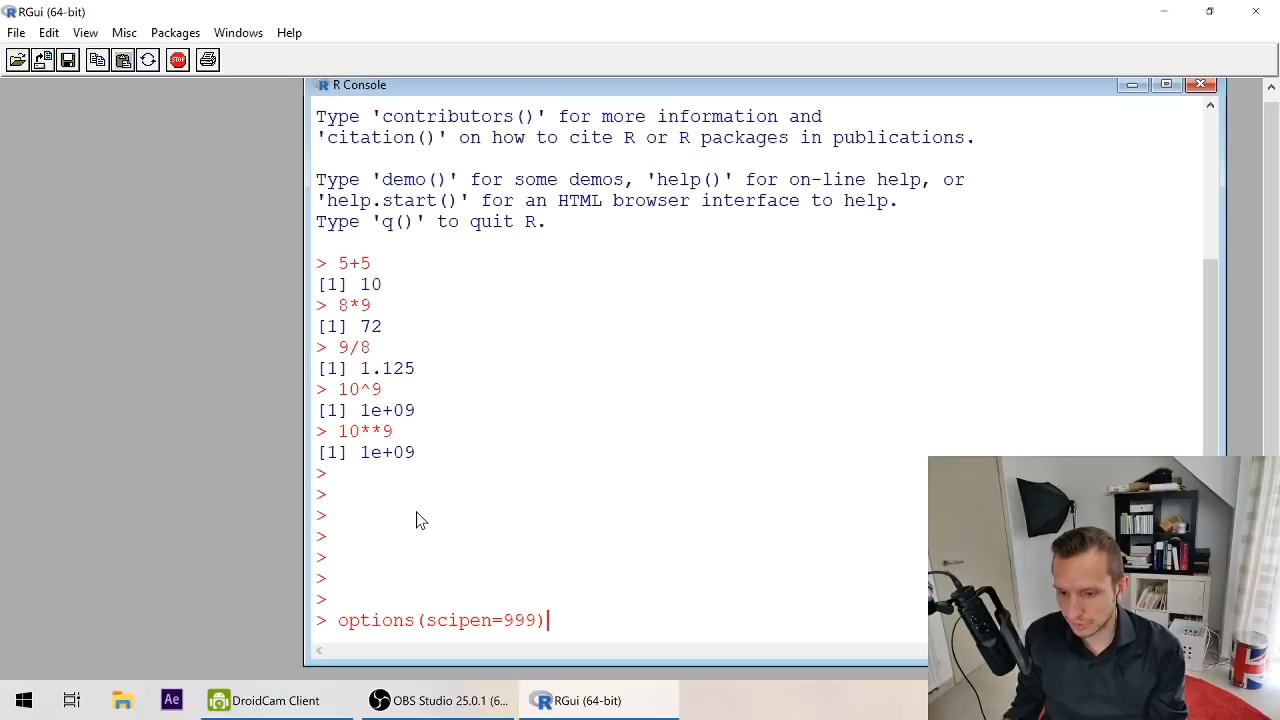 RGui (64-bit)
File Edit View Misc Packages Windows Help
STOP
R Console
Type 'contributors()' for more information and
'citation()' on how to cite R or R packages in publications.
Type 'demo()' for some demos, 'help()' for on-line help, or
'help.start()' for an HTML browser interface to help.
Type 'q()' to quit R.
> 5+5
[1] 10
> 8*9
[1] 72
> 9/8
[1] 1.125
> 10^9
[1] 1e+09
> 10**9
[1] 1e+09
>
>
>
>
>
>
>
> options(scipen=999)
Ae DroidCam Client OBS Studio 25.0.1 (6... RGui (64-bit)